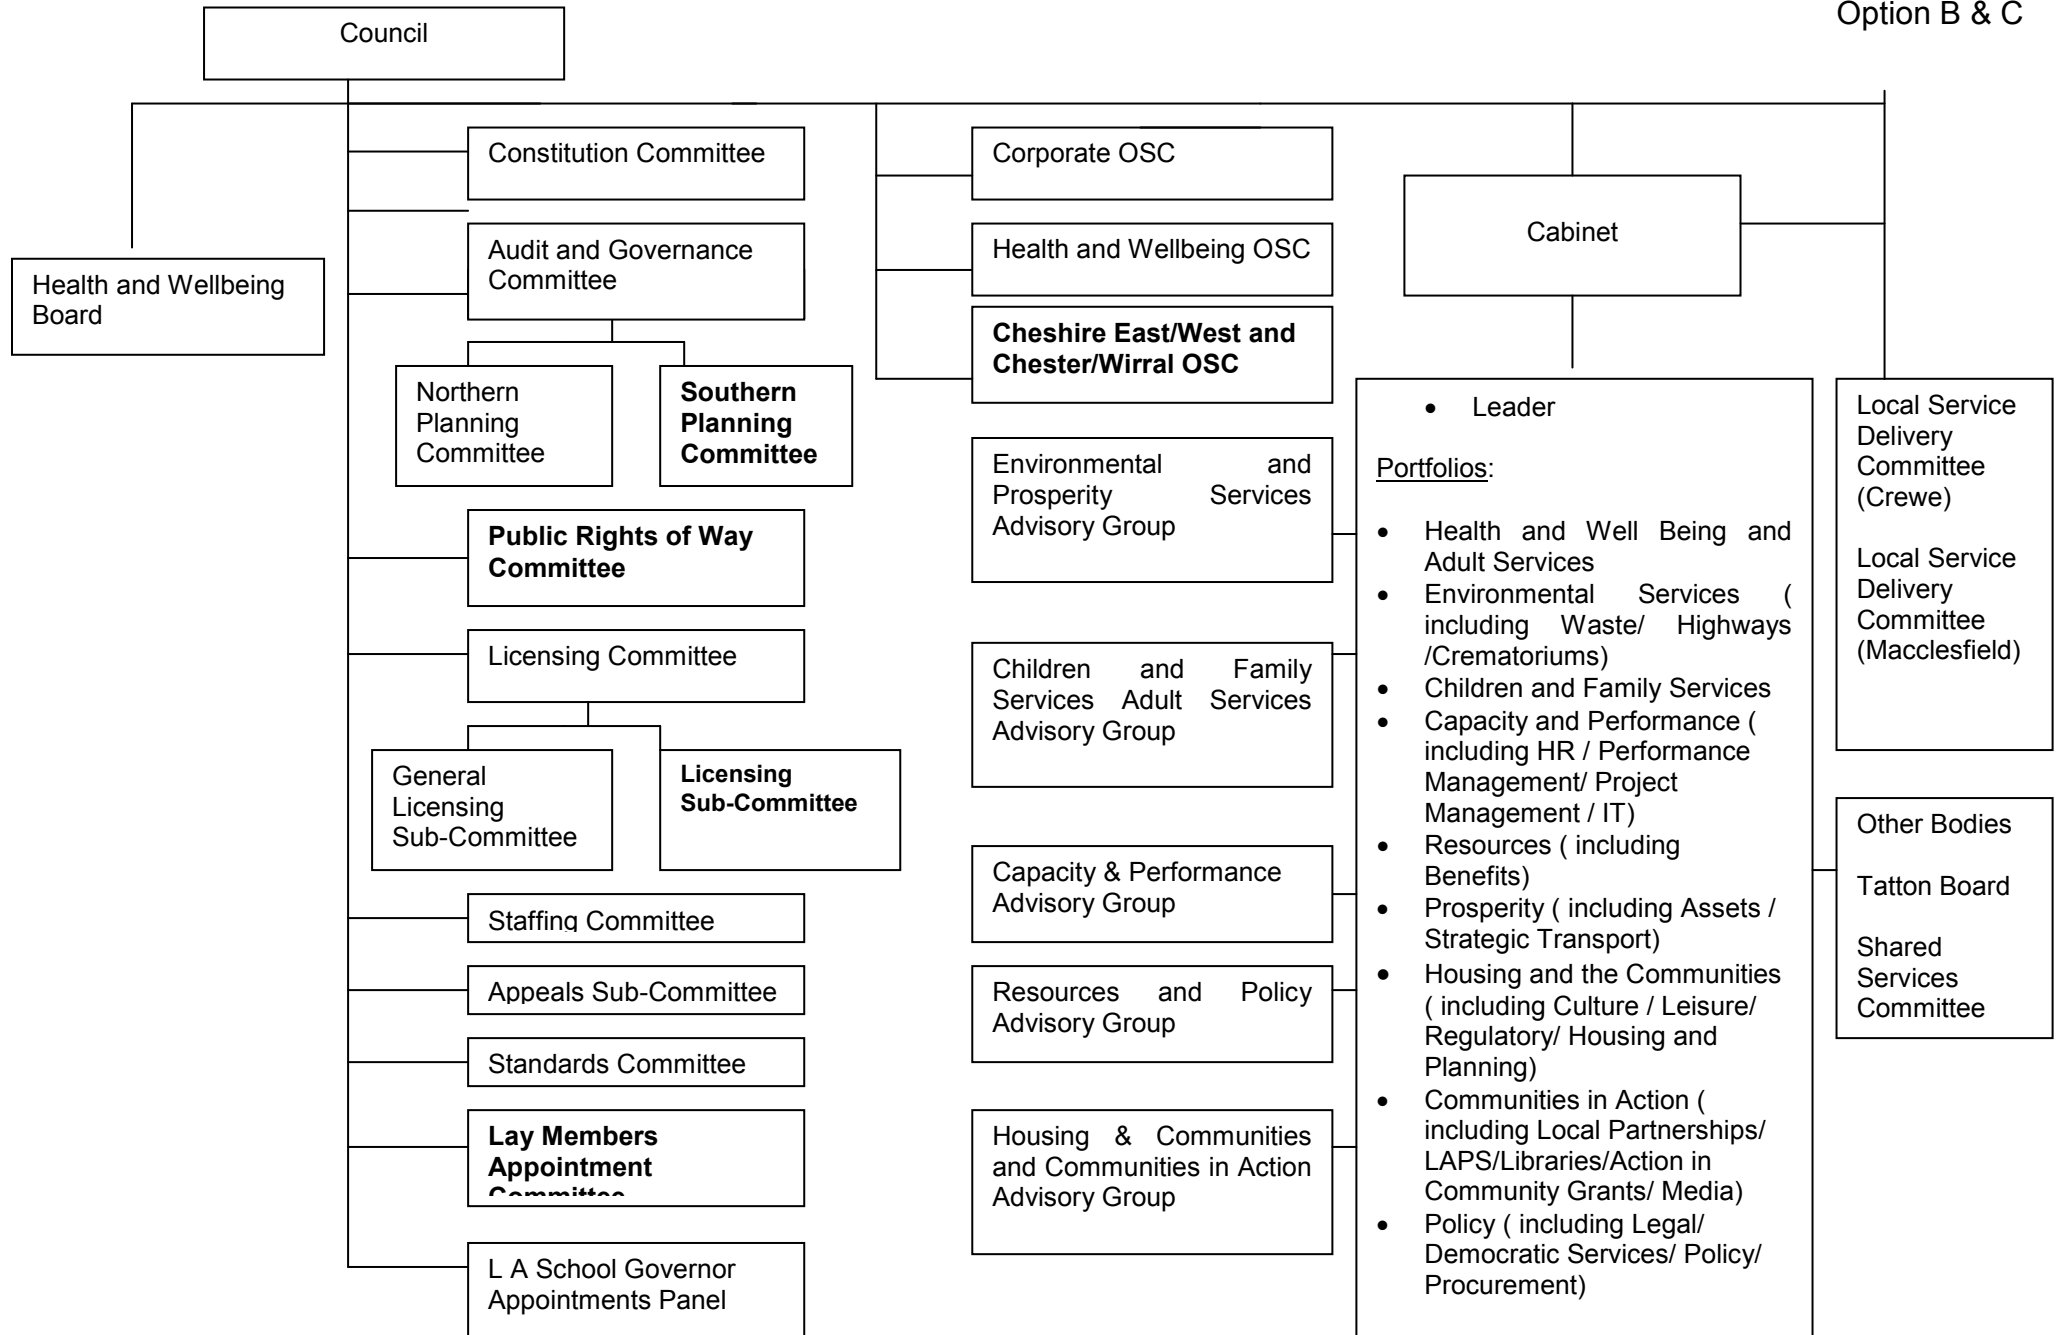 Option B & C
Council
Constitution Committee
Audit and Governance
Committee
Health and Wellbeing
Board
Northern
Planning
Committee
Southern
Planning
Committee
Public Rights of Way
Committee
Licensing Committee
General
Licensing
Sub-Committee
Licensing
Sub-Committee
Staffing Committee
Appeals Sub-Committee
Standards Committee
Lay Members
Appointment
Committee
L A School Governor
Appointments Panel
Corporate OSC
Health and Wellbeing OSC
Cheshire East/West and
Chester/Wirral OSC
Environmental and
Prosperity Services
Advisory Group
Children and Family
Services Adult Services
Advisory Group
Capacity & Performance
Advisory Group
Resources and Policy
Advisory Group
Housing & Communities
and Communities in Action
Advisory Group
Cabinet
• Leader
Portfolios:
• Health and Well Being and
Adult Services
• Environmental Services (
including Waste/ Highways
/Crematoriums)
• Children and Family Services
• Capacity and Performance (
including HR / Performance
Management/ Project
Management / IT)
• Resources ( including
Benefits)
• Prosperity ( including Assets /
Strategic Transport)
• Housing and the Communities
( including Culture / Leisure/
Regulatory/ Housing and
Planning)
• Communities in Action (
including Local Partnerships/
LAPS/Libraries/Action in
Community Grants/ Media)
• Policy ( including Legal/
Democratic Services/ Policy/
Procurement)
Local Service
Delivery
Committee
(Crewe)
Local Service
Delivery
Committee
(Macclesfield)
Other Bodies
Tatton Board
Shared
Services
Committee